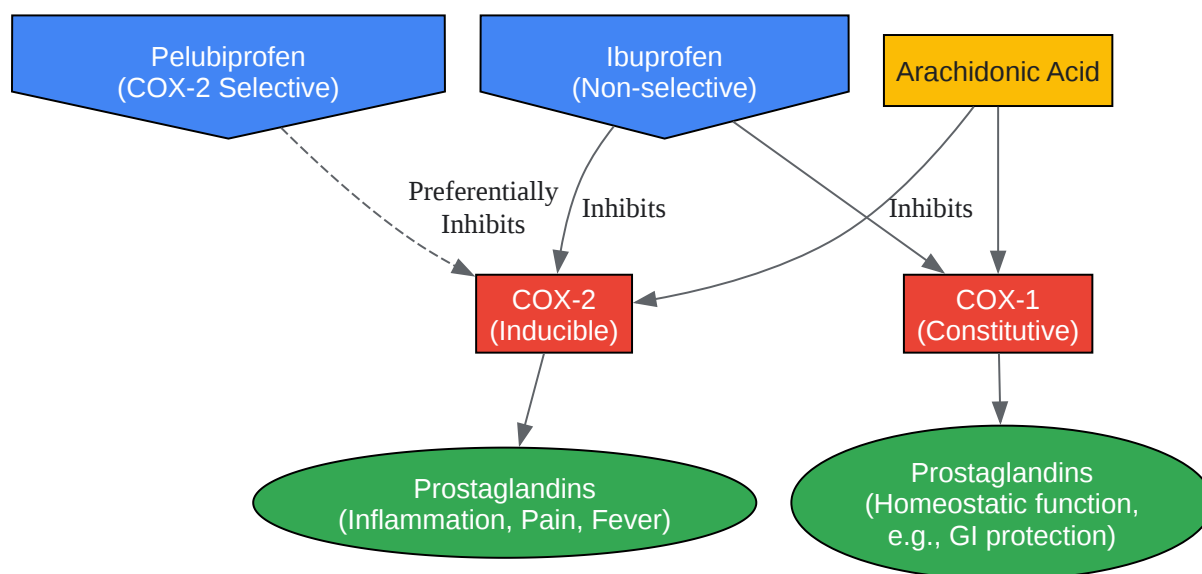 Pelubiprofen
(COX-2 Selective)
Ibuprofen
(Non-selective)
Arachidonic Acid
Preferentially
Inhibits
Inhibits
Inhibits
COX-2
(Inducible)
COX-1
(Constitutive)
Prostaglandins
(Inflammation, Pain, Fever)
Prostaglandins
(Homeostatic function,
e.g., GI protection)